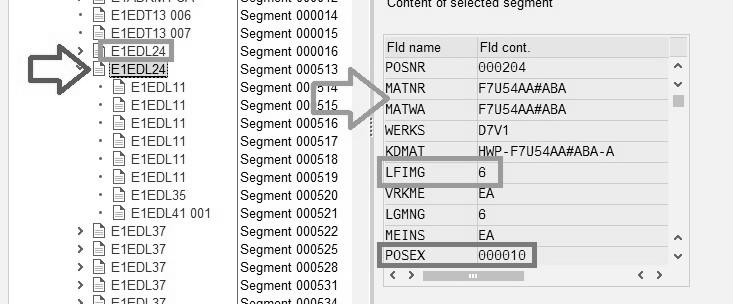 Content of selected segment
E1EDT13 006 Segment 000014
E1EDT13 007 Segment 000015
E1EDL24 Segment 000016
E1EDL24 Segment 000513
E1EDL11 Segment 000514
E1EDL11 Segment 000515
E1EDL11 Segment 000516
E1EDL11 Segment 000517
E1EDL11 Segment 000518
E1EDL11 Segment 000519
E1EDL35 Segment 000520
E1EDL41 001 Segment 000521
E1EDL37 Segment 000522
E1EDL37 Segment 000525
E1EDL37 Segment 000528
E1EDL37 Segment 000531
E1EDL37 Segment 000534
Fld name Fld cont.
POSNR 000204
MATNR F7U54AA#ABA
MATWA F7U54AA#ABA
WERKS D7V1
KDMAT HWP-F7U54AA#ABA-A
LFIMG 6
VRKME EA
LGMNG 6
MEINS EA
POSEX 000010